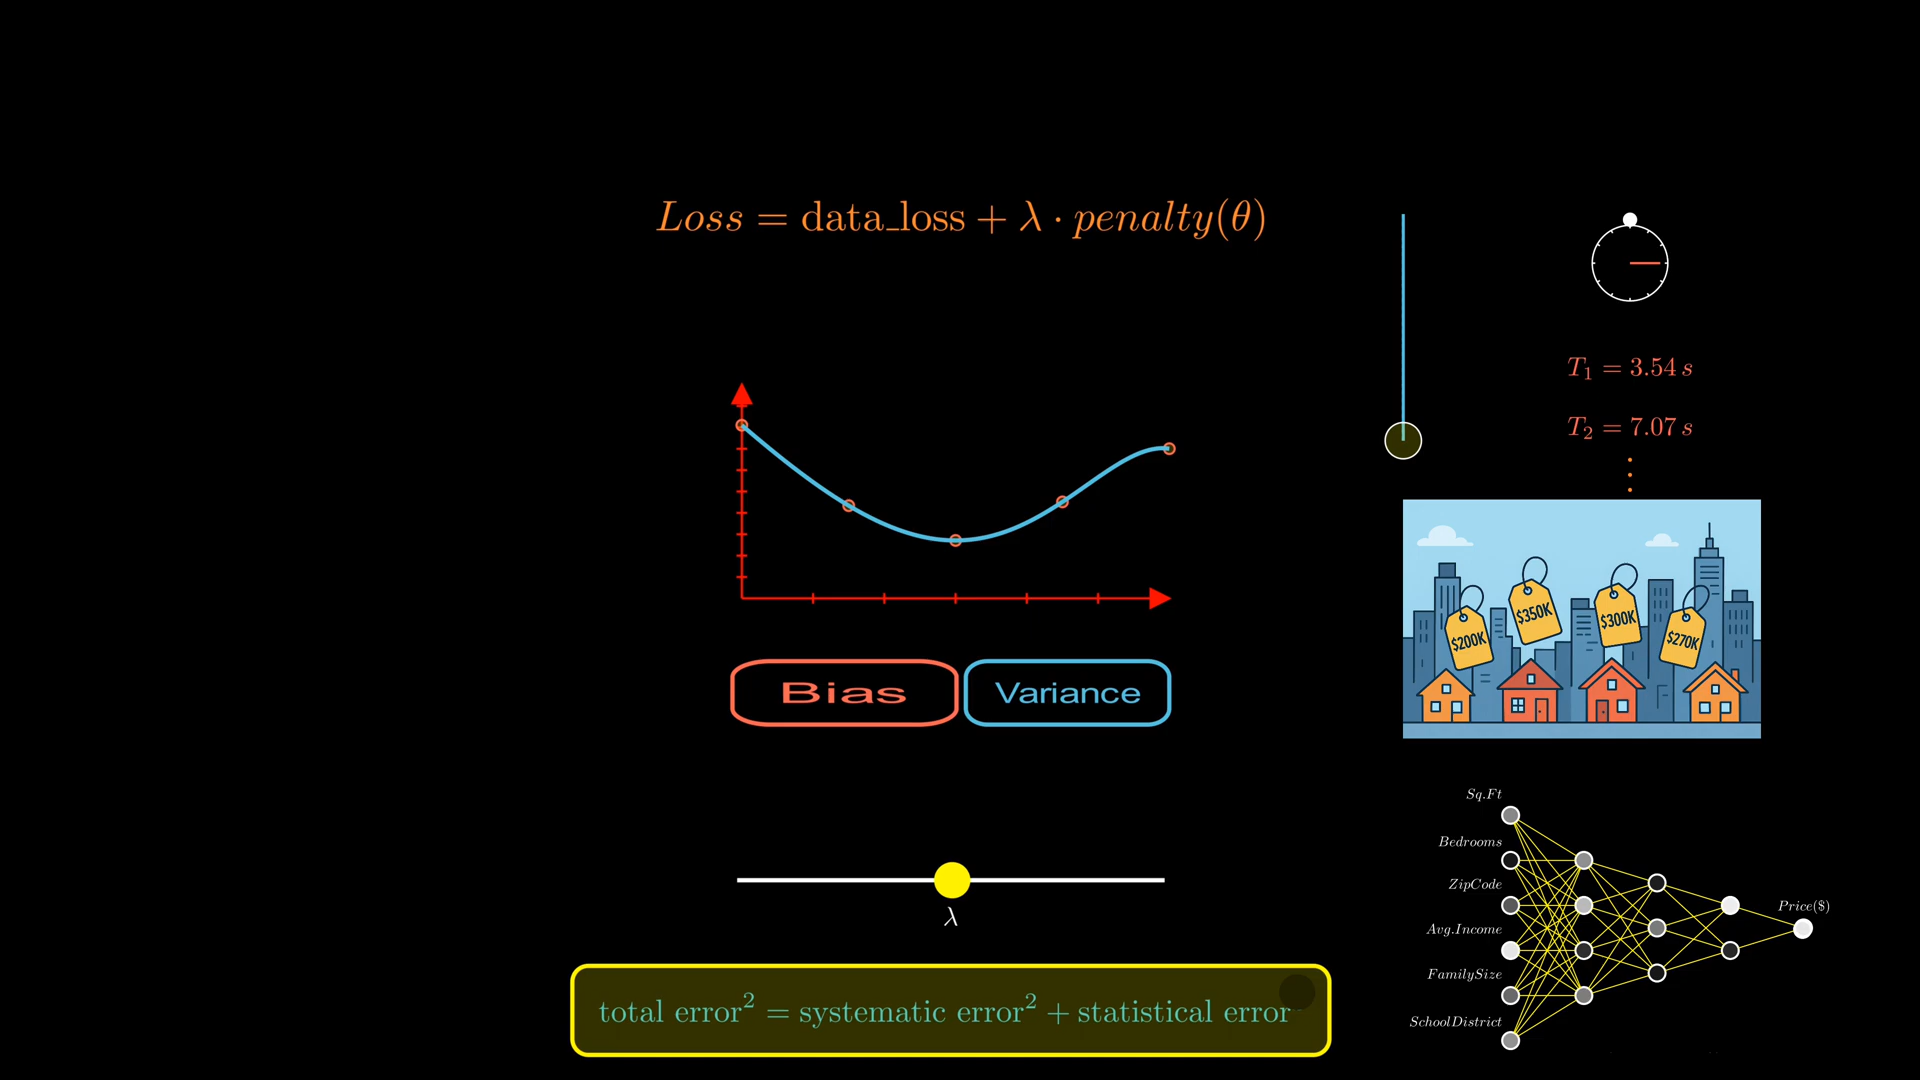 Loss = data_loss + λ · penalty(θ)
T₁ = 3.54 s
T₂ = 7.07 s
$200K
$350K
$300K
$270K
Bias
Variance
λ
total error² = systematic error² + statistical error
Sq.Ft
Bedrooms
ZipCode
Avg.Income
FamilySize
SchoolDistrict
Price($)